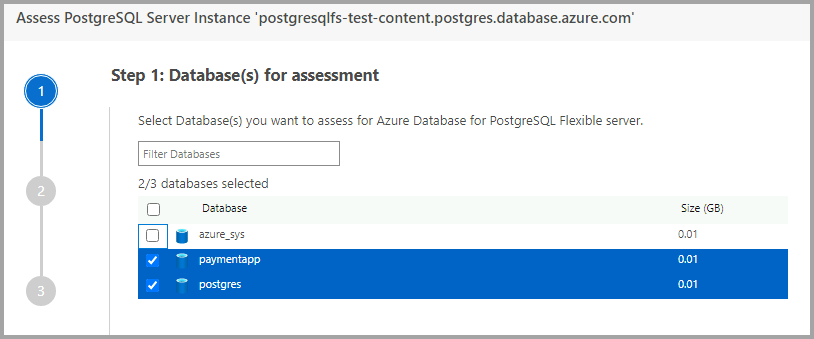 Assess PostgreSQL Server Instance 'postgresqlfs-test-content.postgres.database.azure.com'
1
2
3
Step 1: Database(s) for assessment
Select Database(s) you want to assess for Azure Database for PostgreSQL Flexible server.
Filter Databases
2/3 databases selected
Database Size (GB)
azure_sys 0.01
paymentapp 0.01
postgres 0.01